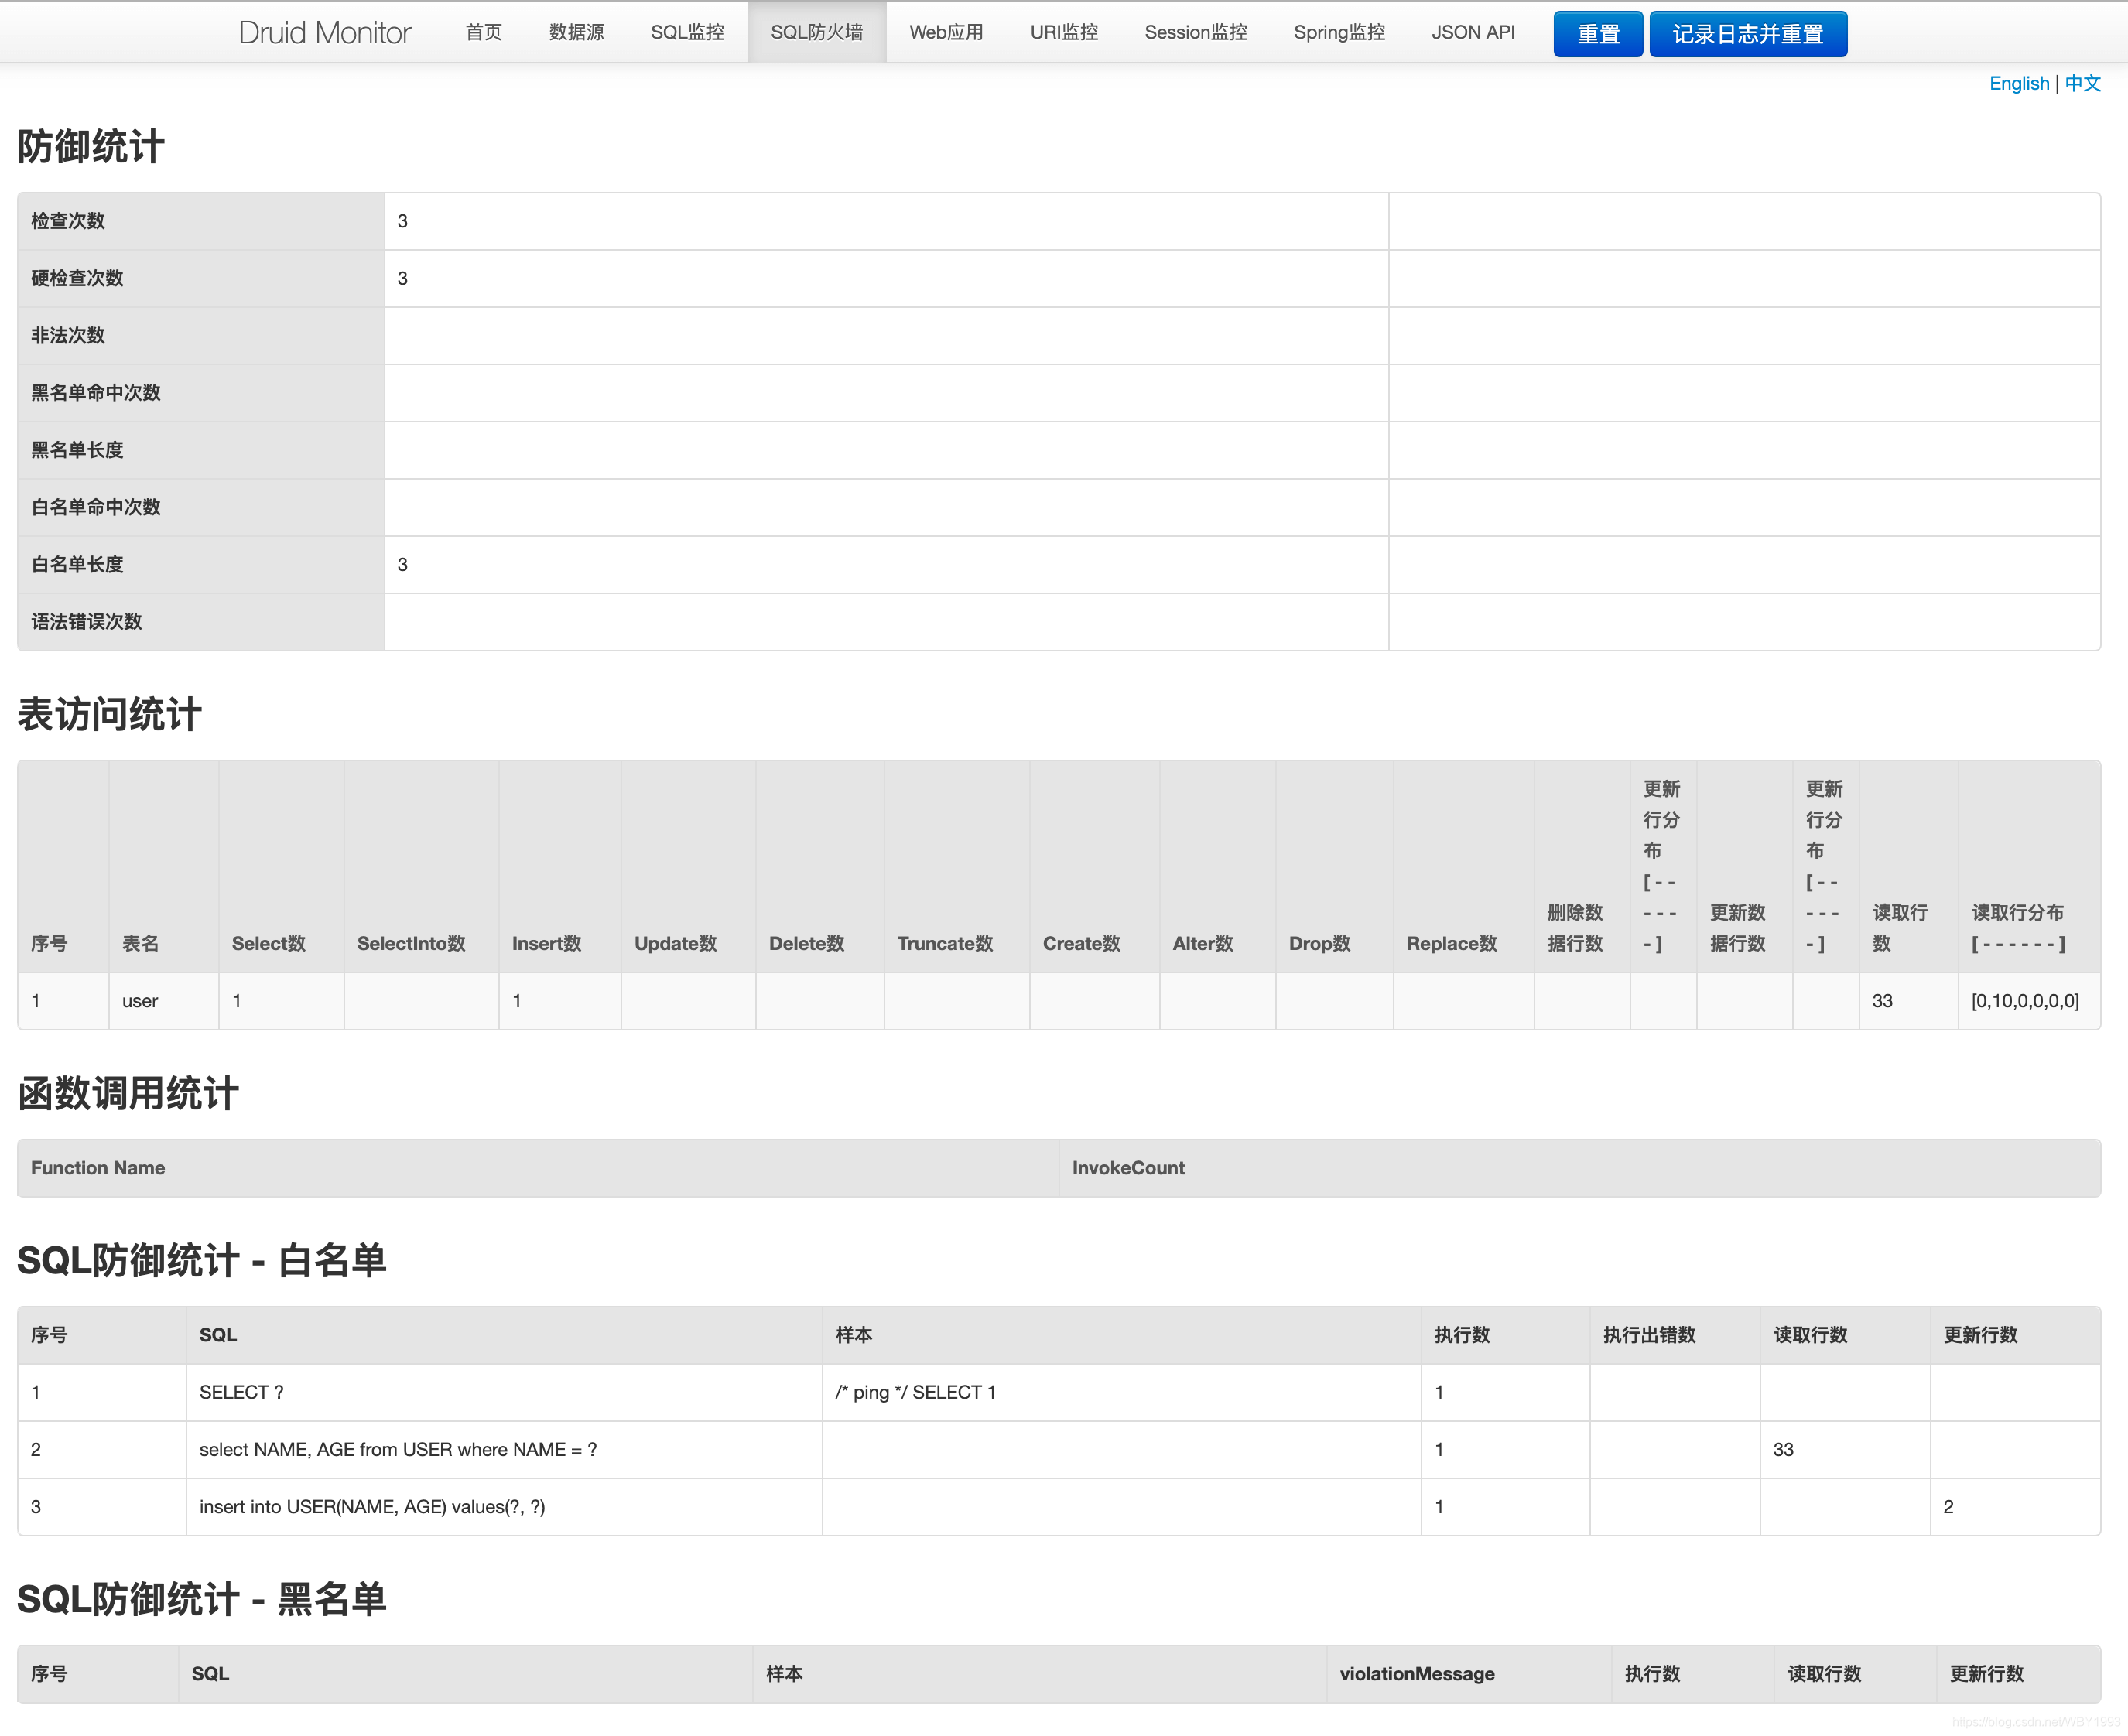 Druid Monitor 首页 数据源 SQL监控 SQL防火墙 Web应用 URI监控 Session监控 Spring监控 JSON API 重置 记录日志并重置
English | 中文
防御统计
检查次数 3
硬检查次数 3
非法次数
黑名单命中次数
黑名单长度
白名单命中次数
白名单长度 3
语法错误次数
表访问统计
序号 表名 Select数 SelectInto数 Insert数 Update数 Delete数 Truncate数 Create数 Alter数 Drop数 Replace数 删除数据行数 更新行分布 [ - - - - - - ] 更新数据行数 更新行分布 [ - - - - - - ] 读取行数 读取行分布 [ - - - - - - ]
1 user 1 1 33 [0,10,0,0,0,0]
函数调用统计
Function Name InvokeCount
SQL防御统计 - 白名单
序号 SQL 样本 执行数 执行出错数 读取行数 更新行数
1 SELECT ? /* ping */ SELECT 1 1
2 select NAME, AGE from USER where NAME = ? 1 33
3 insert into USER(NAME, AGE) values(?, ?) 1 2
SQL防御统计 - 黑名单
序号 SQL 样本 violationMessage 执行数 读取行数 更新行数
https://blog.csdn.net/WBY1993